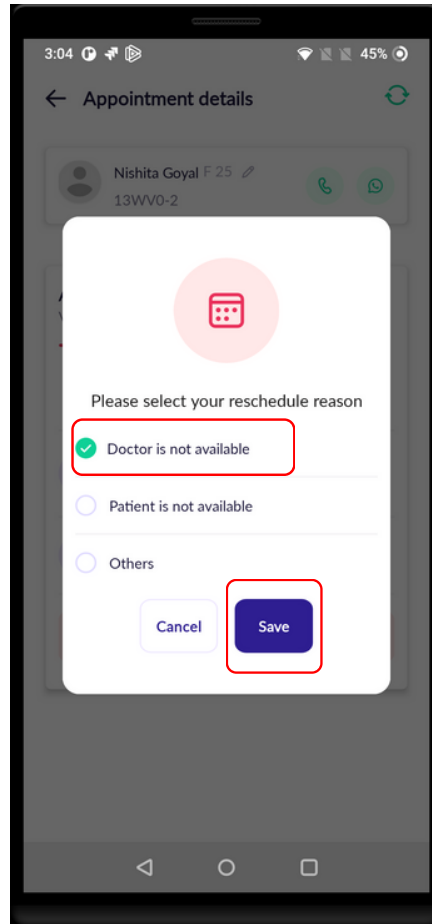 3:04 45%
Appointment details
Nishita Goyal F 25
13WV0-2
Please select your reschedule reason
Doctor is not available
Patient is not available
Others
Cancel Save